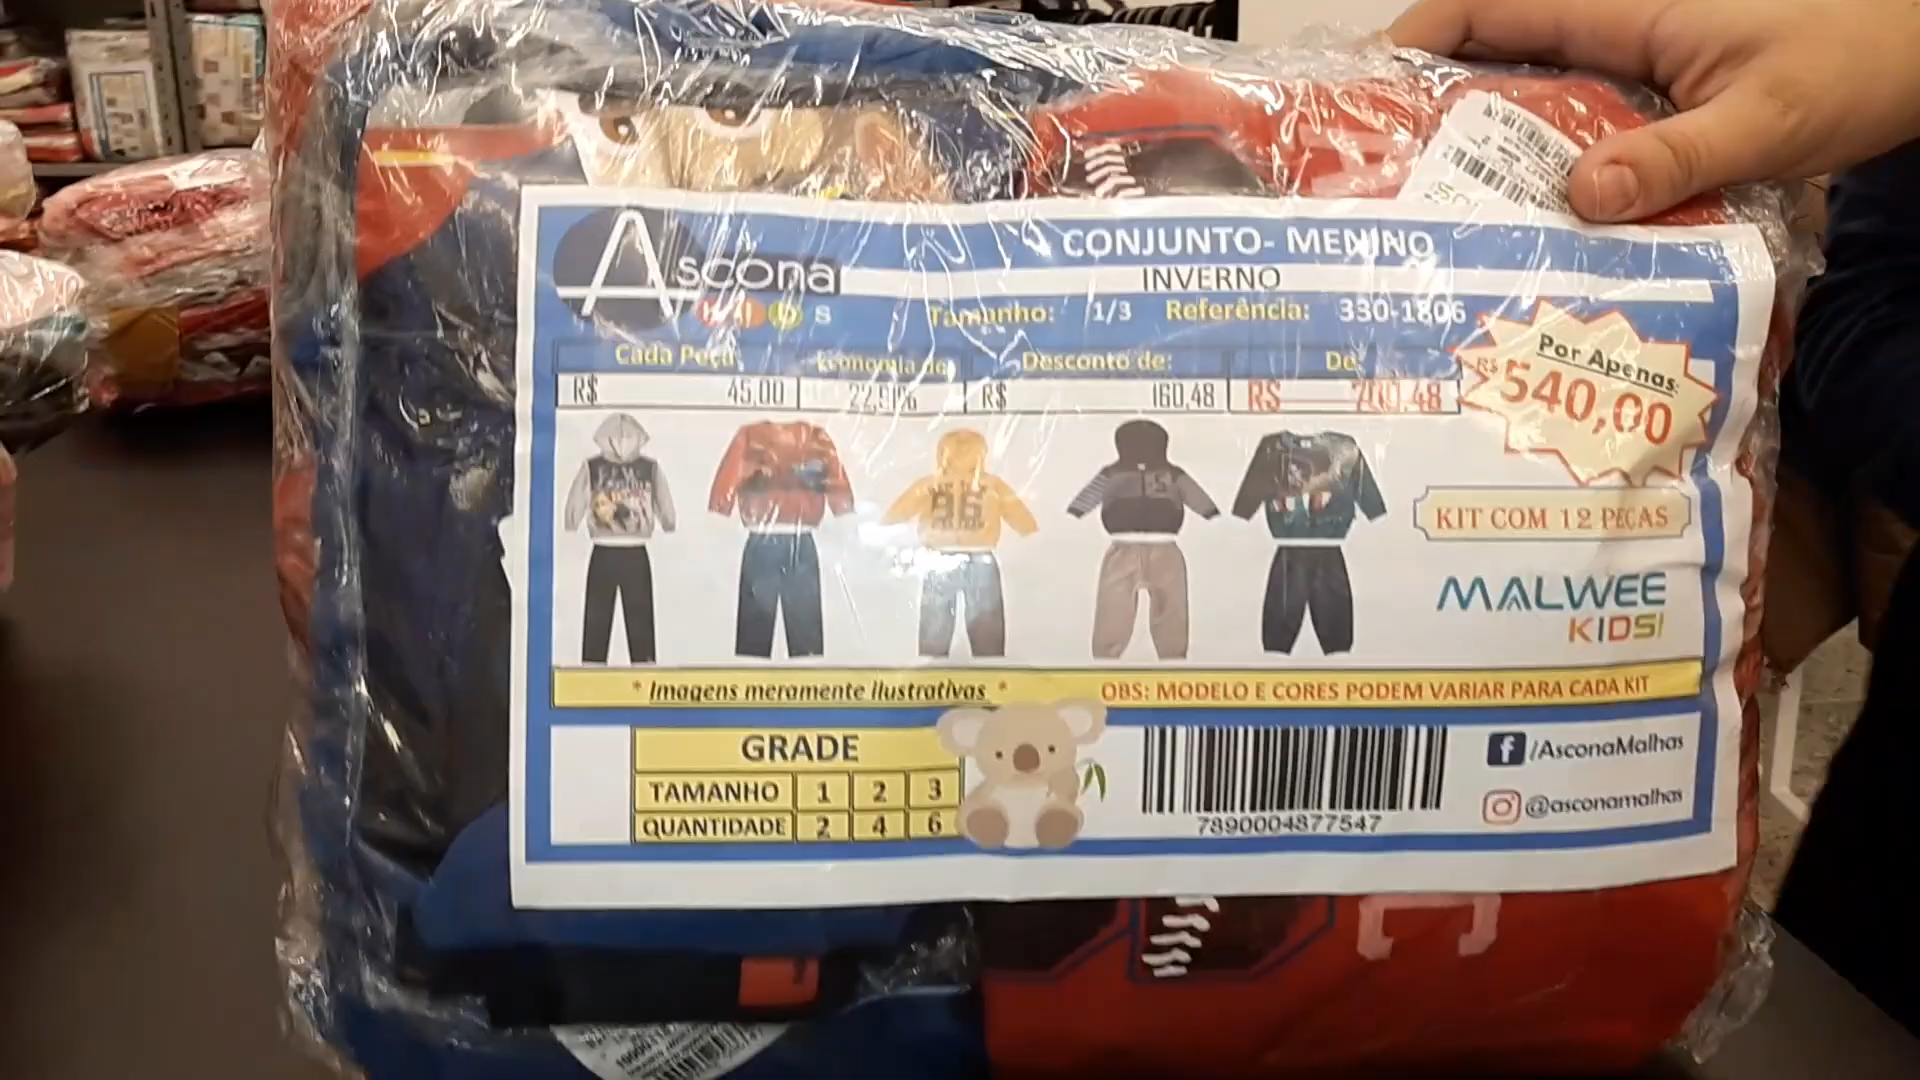 Ascona
KIDS
CONJUNTO- MENINO
INVERNO
Tamanho: 1/3 Referência: 330-1806
Cada Peça: Economia de: Desconto de: De:
R$ 45,00 22,91% R$ 160,48 R$ 700,48
Por Apenas:
R$ 540,00
KIT COM 12 PEÇAS
MALWEE
KIDS!
* Imagens meramente ilustrativas * OBS: MODELO E CORES PODEM VARIAR PARA CADA KIT
GRADE
TAMANHO 1 2 3
QUANTIDADE 2 4 6
7890004877547
/AsconaMalhas
@asconamalhas